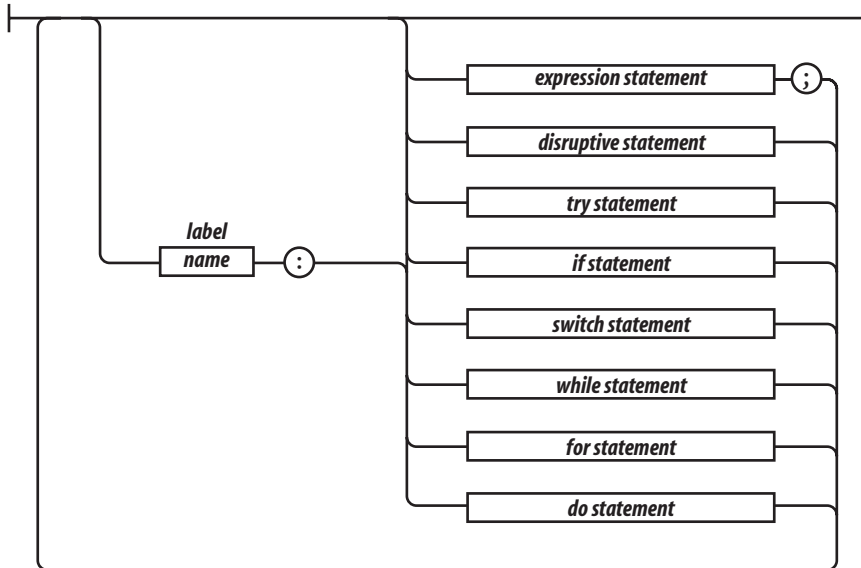 expression statement ;
disruptive statement
try statement
label
name :
if statement
switch statement
while statement
for statement
do statement